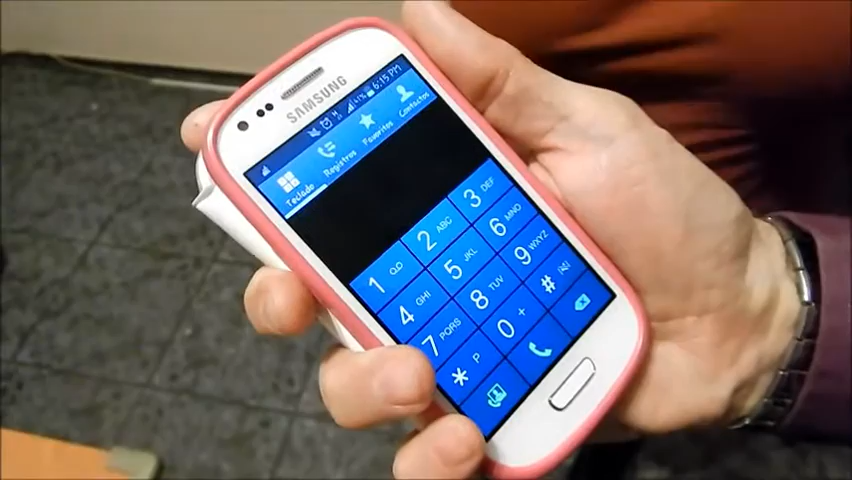 SAMSUNG
H 41% 6:15 PM
Teclado Registros Favoritos Contactos
1 2 ABC 3 DEF
4 GHI 5 JKL 6 MNO
7 PQRS 8 TUV 9 WXYZ
* P 0 + #